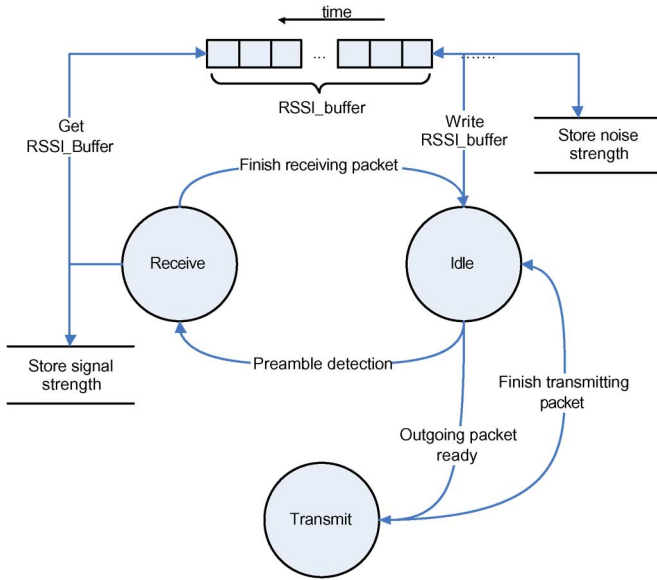 time
...
.......
RSSI_buffer
Get
RSSI_Buffer
Write
RSSI_buffer
Store noise
strength
Finish receiving packet
Receive
Idle
Store signal
strength
Preamble detection
Finish transmitting
packet
Outgoing packet
ready
Transmit